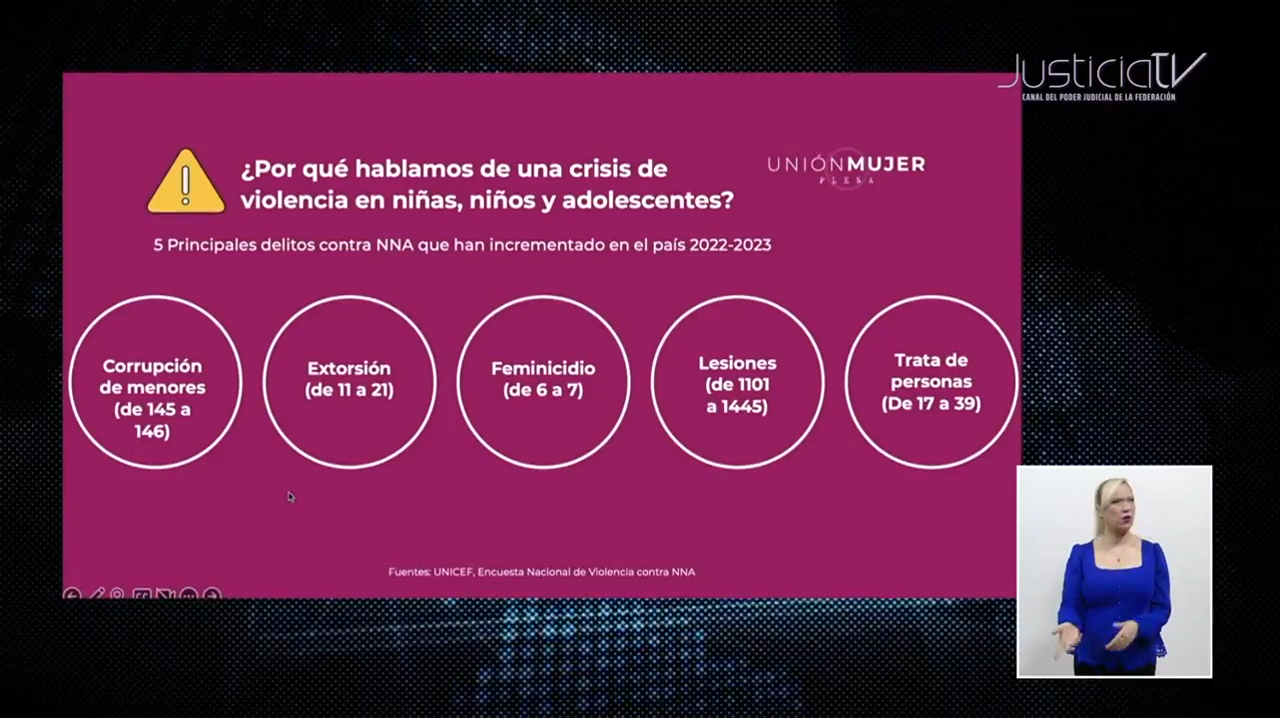 JusticiaTV
CANAL DEL PODER JUDICIAL DE LA FEDERACIÓN
¿Por qué hablamos de una crisis de
violencia en niñas, niños y adolescentes?
UNIÓNMUJER
PLENA
5 Principales delitos contra NNA que han incrementado en el país 2022-2023
Corrupción
de menores
(de 145 a
146)
Extorsión
(de 11 a 21)
Feminicidio
(de 6 a 7)
Lesiones
(de 1101
a 1445)
Trata de
personas
(De 17 a 39)
Fuentes: UNICEF, Encuesta Nacional de Violencia contra NNA